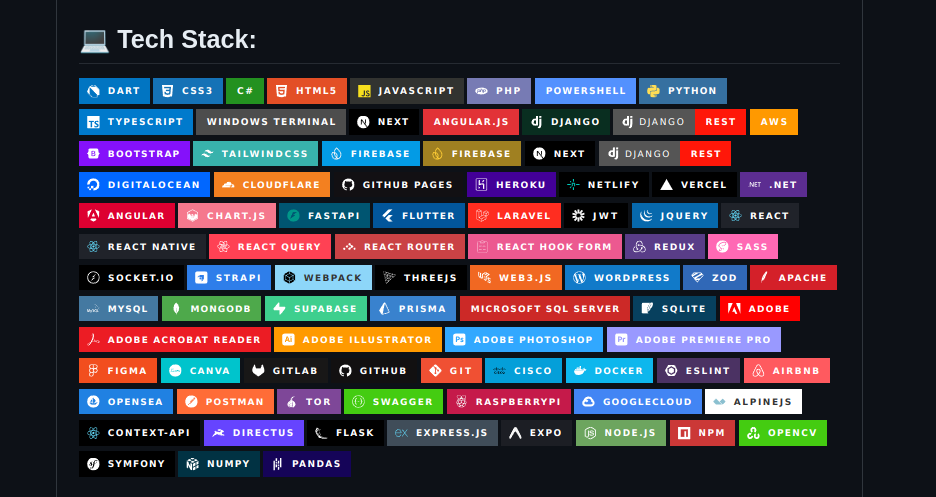 Tech Stack:
DART CSS3 C# HTML5 JAVASCRIPT PHP POWERSHELL PYTHON
TYPESCRIPT WINDOWS TERMINAL NEXT ANGULAR.JS DJANGO DJANGO REST AWS
BOOTSTRAP TAILWINDCSS FIREBASE FIREBASE NEXT DJANGO REST
DIGITALOCEAN CLOUDFLARE GITHUB PAGES HEROKU NETLIFY VERCEL .NET
ANGULAR CHART.JS FASTAPI FLUTTER LARAVEL JWT JQUERY REACT
REACT NATIVE REACT QUERY REACT ROUTER REACT HOOK FORM REDUX SASS
SOCKET.IO STRAPI WEBPACK THREEJS WEB3.JS WORDPRESS ZOD APACHE
MYSQL MONGODB SUPABASE PRISMA MICROSOFT SQL SERVER SQLITE ADOBE
ADOBE ACROBAT READER ADOBE ILLUSTRATOR ADOBE PHOTOSHOP ADOBE PREMIERE PRO
FIGMA CANVA GITLAB GITHUB GIT CISCO DOCKER ESLINT AIRBNB
OPENSEA POSTMAN TOR SWAGGER RASPBERRYPI GOOGLECLOUD ALPINEJS
CONTEXT-API DIRECTUS FLASK EXPRESS.JS EXPO NODE.JS NPM OPENCV
SYMFONY NUMPY PANDAS